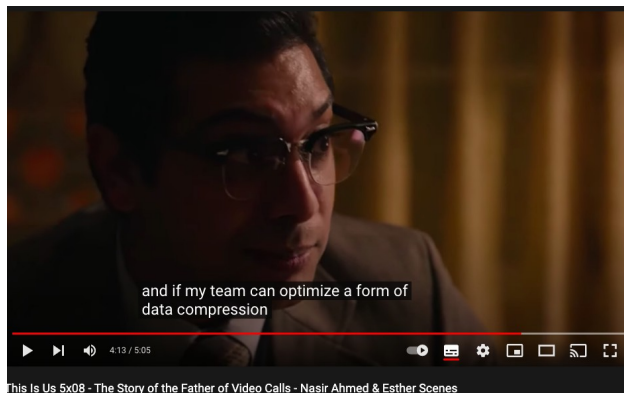 and if my team can optimize a form of
data compression
4:13 / 5:05
This Is Us 5x08 - The Story of the Father of Video Calls - Nasir Ahmed & Esther Scenes